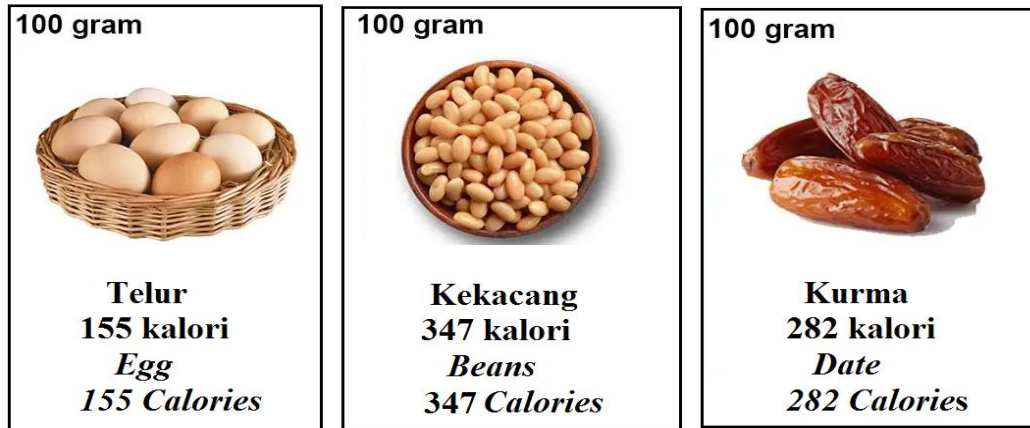 100 gram
Telur
155 kalori
Egg
155 Calories
100 gram
Kekacang
347 kalori
Beans
347 Calories
100 gram
Kurma
282 kalori
Date
282 Calories